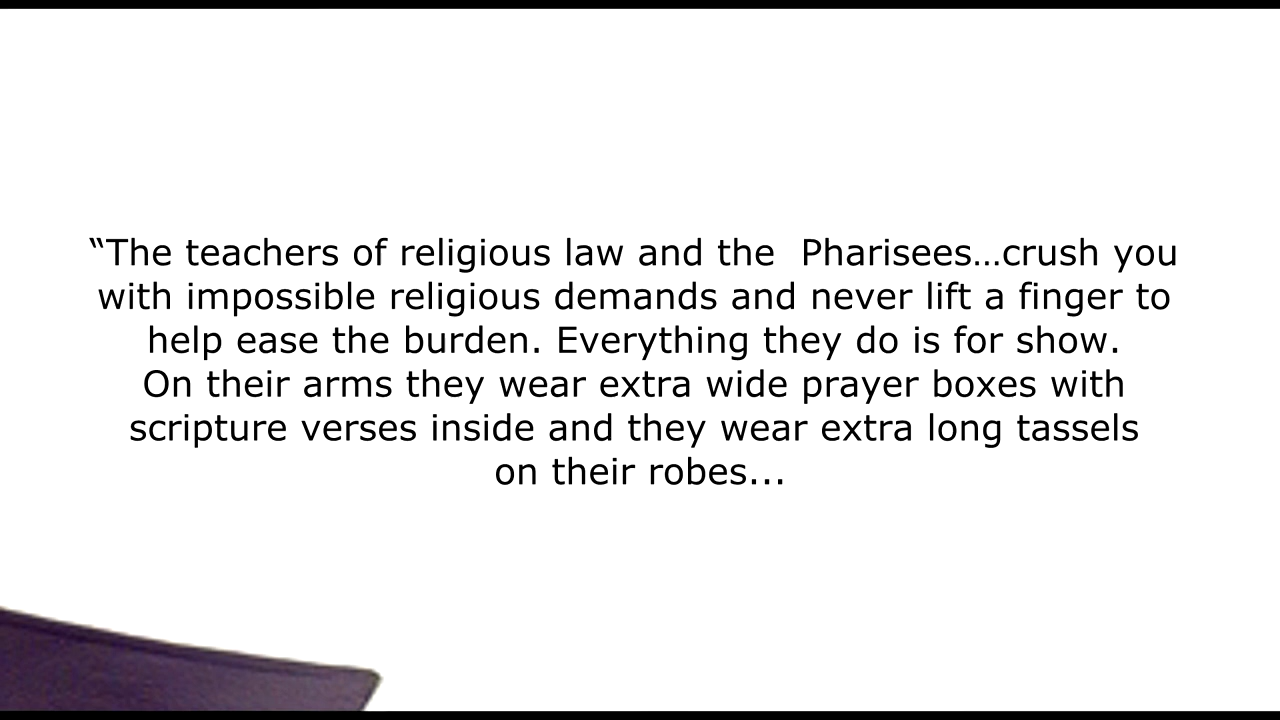 “The teachers of religious law and the  Pharisees…crush you
with impossible religious demands and never lift a finger to
help ease the burden. Everything they do is for show.
On their arms they wear extra wide prayer boxes with
scripture verses inside and they wear extra long tassels
on their robes...